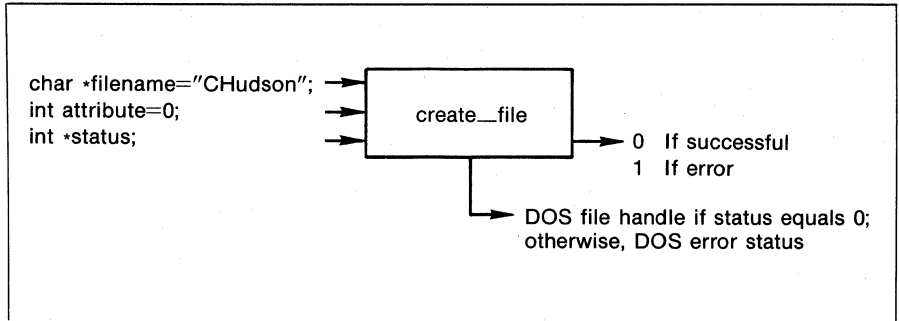 char *filename="CHudson";
int attribute=0;
int *status;
create__file
0 If successful
1 If error
DOS file handle if status equals 0;
otherwise, DOS error status